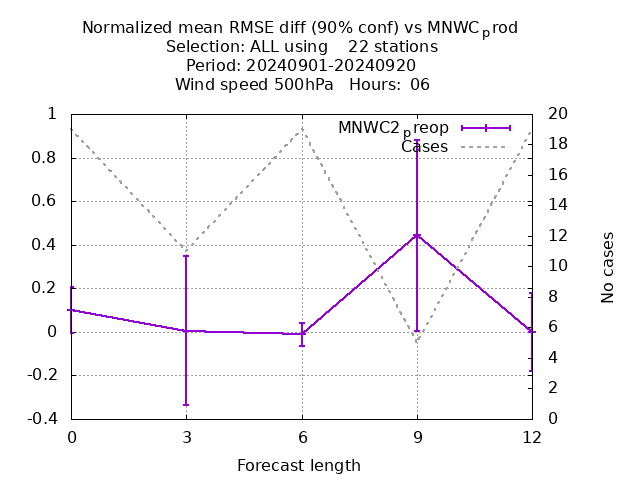 Normalized mean RMSE diff (90% conf) vs MNWCprod
Selection: ALL using    22 stations
Period: 20240901-20240920
Wind speed 500hPa   Hours:  06
MNWC2preop
Cases
1
0.8
0.6
0.4
0.2
0
-0.2
-0.4
20
18
16
14
12
10
8
6
4
2
0
No cases
0 3 6 9 12
Forecast length